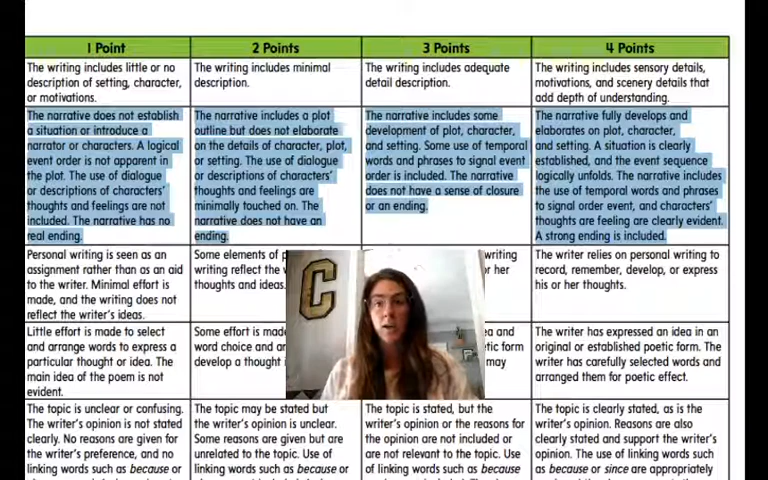 1 Point
2 Points
3 Points
4 Points
The writing includes little or no
description of setting, character,
or motivations.
The writing includes minimal
description.
The writing includes adequate
detail description.
The writing includes sensory details,
motivations, and scenery details that
add depth of understanding.
The narrative does not establish
a situation or introduce a
narrator or characters. A logical
event order is not apparent in
the plot. The use of dialogue
or descriptions of characters'
thoughts and feelings are not
included. The narrative has no
real ending.
The narrative includes a plot
outline but does not elaborate
on the details of character, plot,
or setting. The use of dialogue
or descriptions of characters'
thoughts and feelings are
minimally touched on. The
narrative does not have an
ending.
The narrative includes some
development of plot, character,
and setting. Some use of temporal
words and phrases to signal event
order is included. The narrative
does not have a sense of closure
or an ending.
The narrative fully develops and
elaborates on plot, character,
and setting. A situation is clearly
established, and the event sequence
logically unfolds. The narrative includes
the use of temporal words and phrases
to signal order event, and characters'
thoughts are feeling are clearly evident.
A strong ending is included.
Personal writing is seen as an
assignment rather than as an aid
to the writer. Minimal effort is
made, and the writing does not
reflect the writer's ideas.
Some elements of
writing reflect the
thoughts and ideas.
writing
or her
The writer relies on personal writing to
record, remember, develop, or express
his or her thoughts.
Little effort is made to select
and arrange words to express a
particular thought or idea. The
main idea of the poem is not
evident.
Some effort is made
word choice and
develop a thought
ea and
etic form
may
The writer has expressed an idea in an
original or established poetic form. The
writer has carefully selected words and
arranged them for poetic effect.
The topic is unclear or confusing.
The writer's opinion is not stated
clearly. No reasons are given for
the writer's preference, and no
linking words such as because or
The topic may be stated but
the writer's opinion is unclear.
Some reasons are given but are
unrelated to the topic. Use of
linking words such as because or
The topic is stated, but the
writer's opinion or the reasons for
the opinion are not included or
are not relevant to the topic. Use
of linking words such as because
The topic is clearly stated, as is the
writer's opinion. Reasons are also
clearly stated and support the writer's
opinion. The use of linking words such
as because or since are appropriately
C